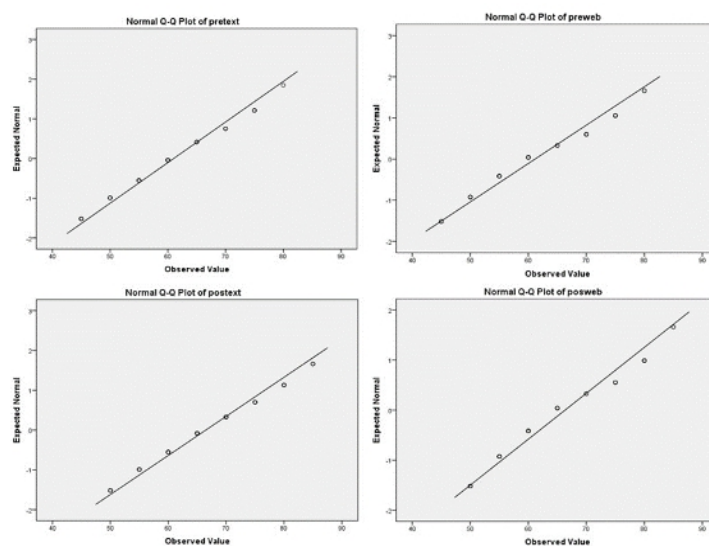 Normal Q-Q Plot of pretext
3
2
1
0
-1
-2
Expected Normal
40 50 60 70 80 90
Observed Value
Normal Q-Q Plot of preweb
3
2
1
0
-1
-2
Expected Normal
40 50 60 70 80 90
Observed Value
Normal Q-Q Plot of postext
3
2
1
0
-1
-2
Expected Normal
40 50 60 70 80 90
Observed Value
Normal Q-Q Plot of posweb
2
1
0
-1
-2
Expected Normal
40 50 60 70 80 90
Observed Value